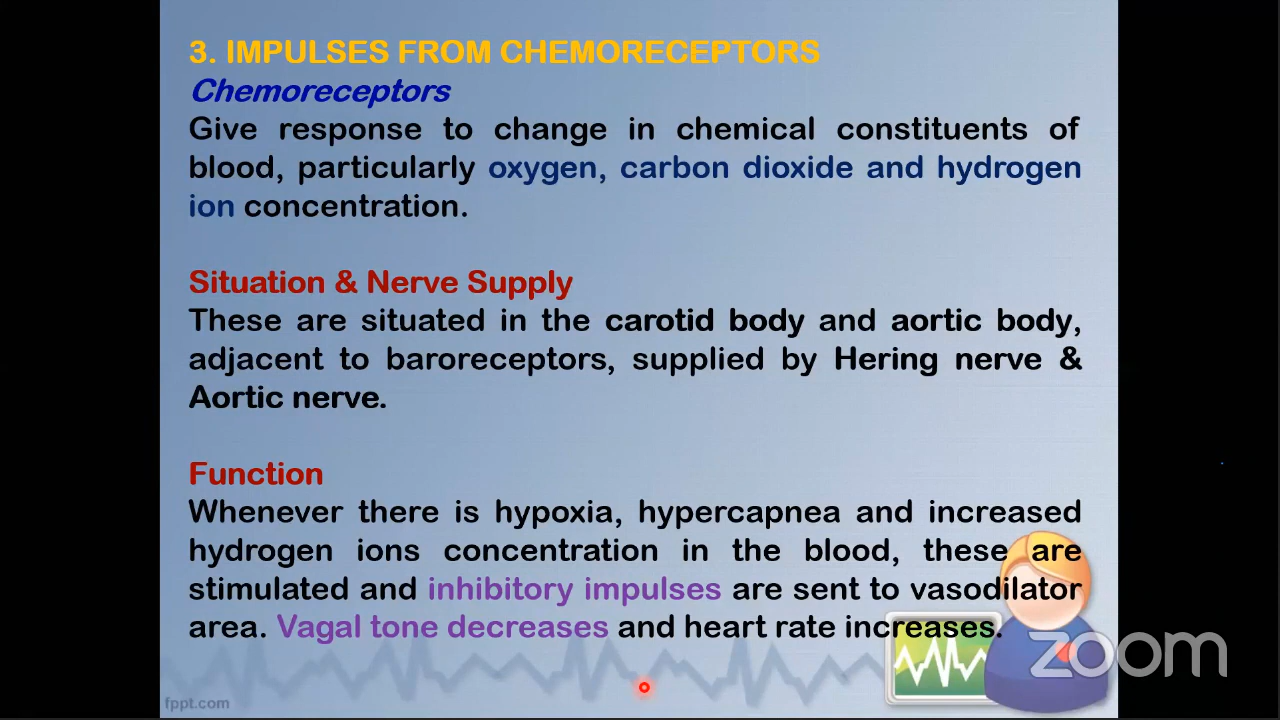 3. IMPULSES FROM CHEMORECEPTORS
Chemoreceptors
Give response to change in chemical constituents of
blood, particularly oxygen, carbon dioxide and hydrogen
ion concentration.
Situation & Nerve Supply
These are situated in the carotid body and aortic body,
adjacent to baroreceptors, supplied by Hering nerve &
Aortic nerve.
Function
Whenever there is hypoxia, hypercapnea and increased
hydrogen ions concentration in the blood, these are
stimulated and inhibitory impulses are sent to vasodilator
area. Vagal tone decreases and heart rate increases.
zoom
fppt.com